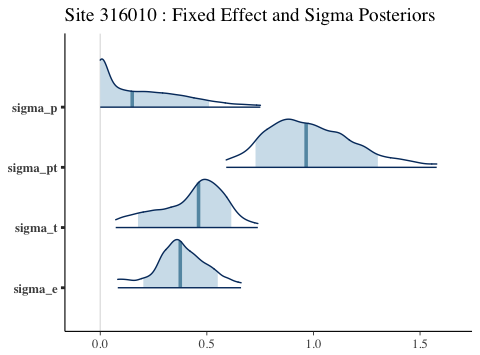 Site 316010 : Fixed Effect and Sigma Posteriors
sigma_p
sigma_pt
sigma_t
sigma_e
0.0 0.5 1.0 1.5